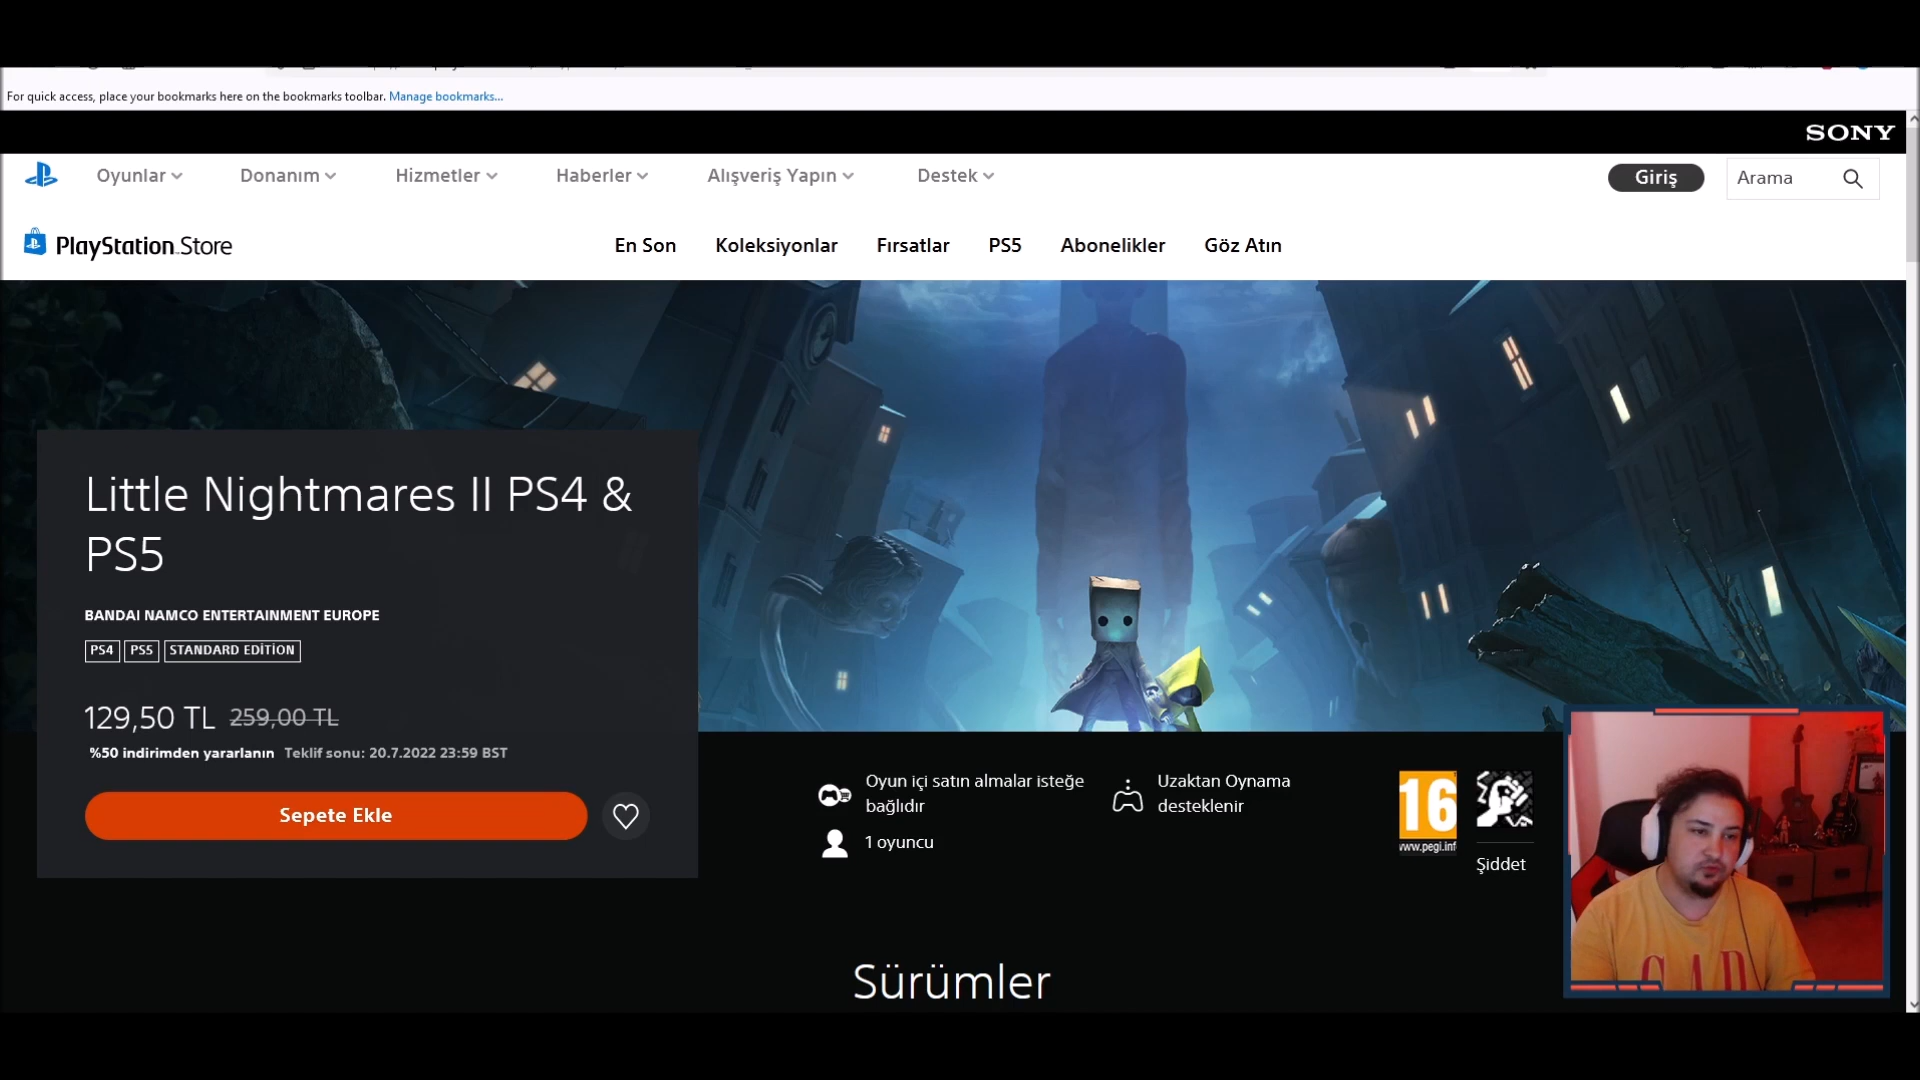 For quick access, place your bookmarks here on the bookmarks toolbar. Manage bookmarks...
SONY
Oyunlar Donanım Hizmetler Haberler Alışveriş Yapın Destek Giriş Arama
PlayStation Store En Son Koleksiyonlar Fırsatlar PS5 Abonelikler Göz Atın
Little Nightmares II PS4 &
PS5
BANDAI NAMCO ENTERTAINMENT EUROPE
PS4 PS5 STANDARD EDİTİON
129,50 TL 259,00 TL
%50 indirimden yararlanın Teklif sonu: 20.7.2022 23:59 BST
Sepete Ekle
Oyun içi satın almalar isteğe
bağlıdır
1 oyuncu
Uzaktan Oynama
desteklenir
16
www.pegi.inf
Şiddet
Sürümler
GAP